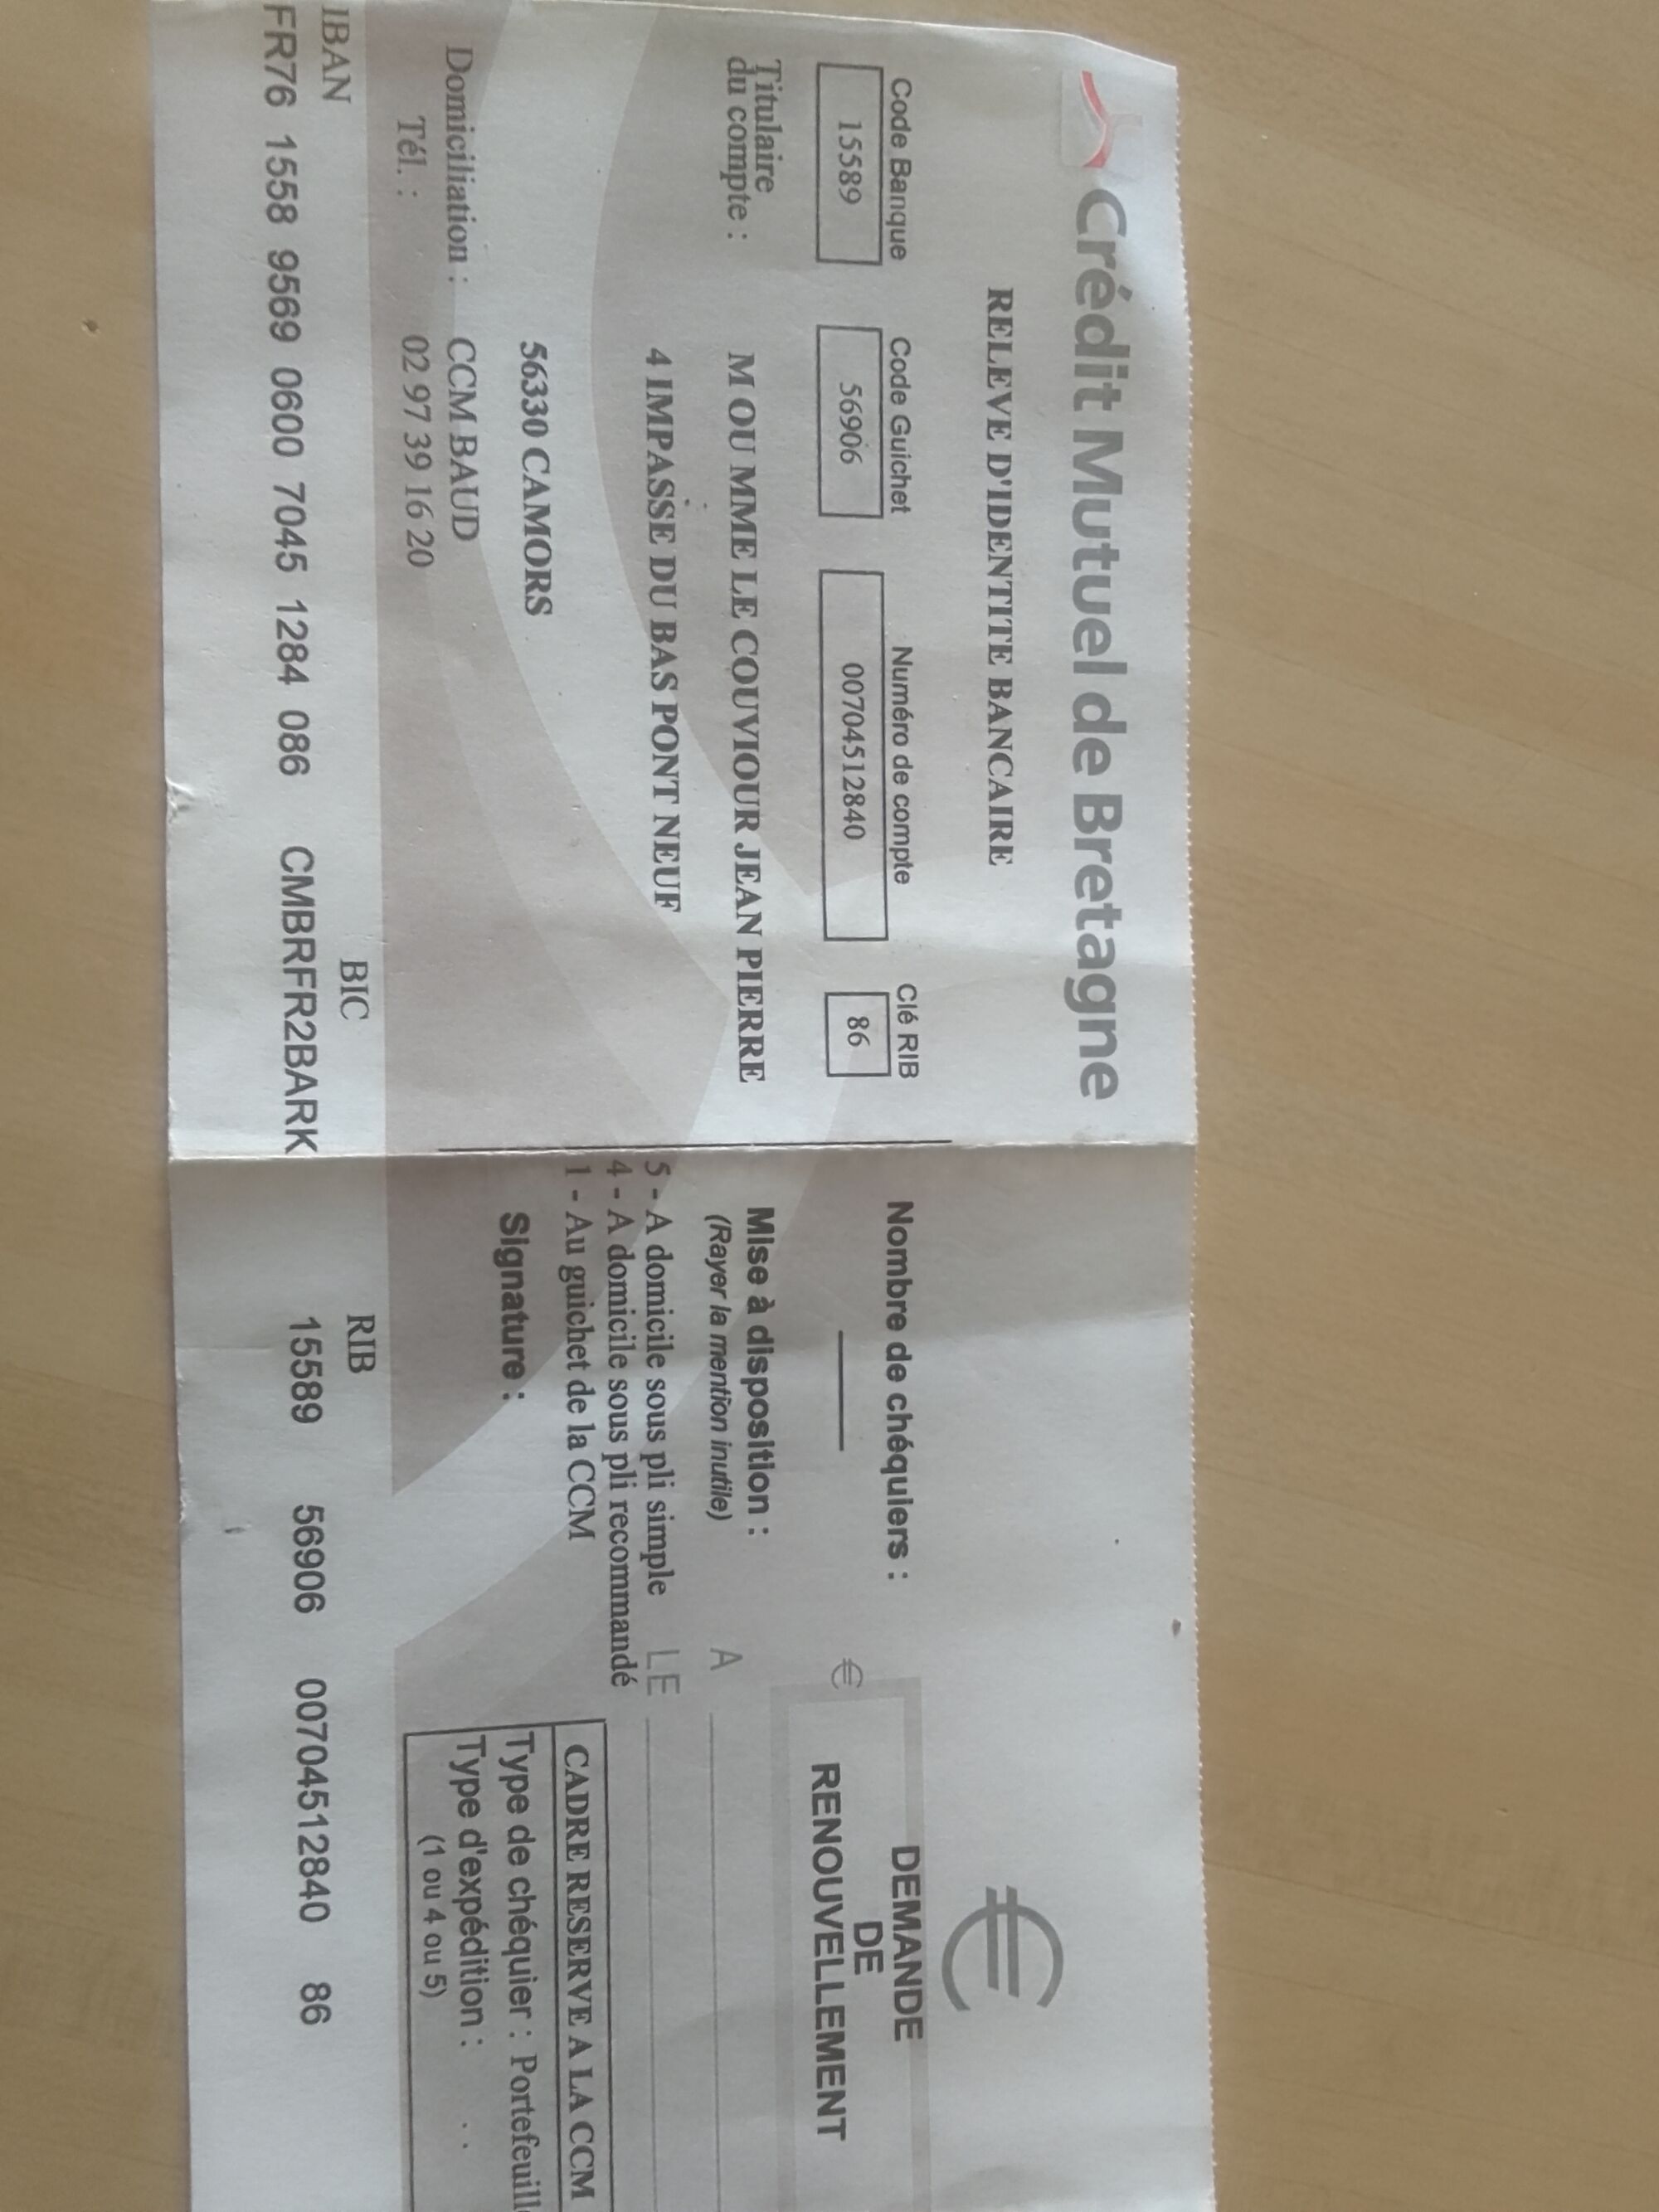 Crédit Mutuel de Bretagne
RELEVE D'IDENTITE BANCAIRE
Code Banque Code Guichet Numéro de compte Clé RIB
15589 56906 00704512840 86
Titulaire
du compte : M OU MME LE COUVIOUR JEAN PIERRE
4 IMPASSE DU BAS PONT NEUF
56330 CAMORS
Domiciliation : CCM BAUD
Tél. : 02 97 39 16 20
€
DEMANDE
DE
RENOUVELLEMENT
Nombre de chéquiers :
€
Mise à disposition :
(Rayer la mention inutile)
A
5 - A domicile sous pli simple
LE
4 - A domicile sous pli recommandé
1 - Au guichet de la CCM
Signature :
CADRE RESERVE A LA CCM
Type de chéquier : Portefeuill
Type d'expédition : . .
(1 ou 4 ou 5)
IBAN BIC RIB
FR76 1558 9569 0600 7045 1284 086 CMBRFR2BARK 15589 56906 00704512840 86